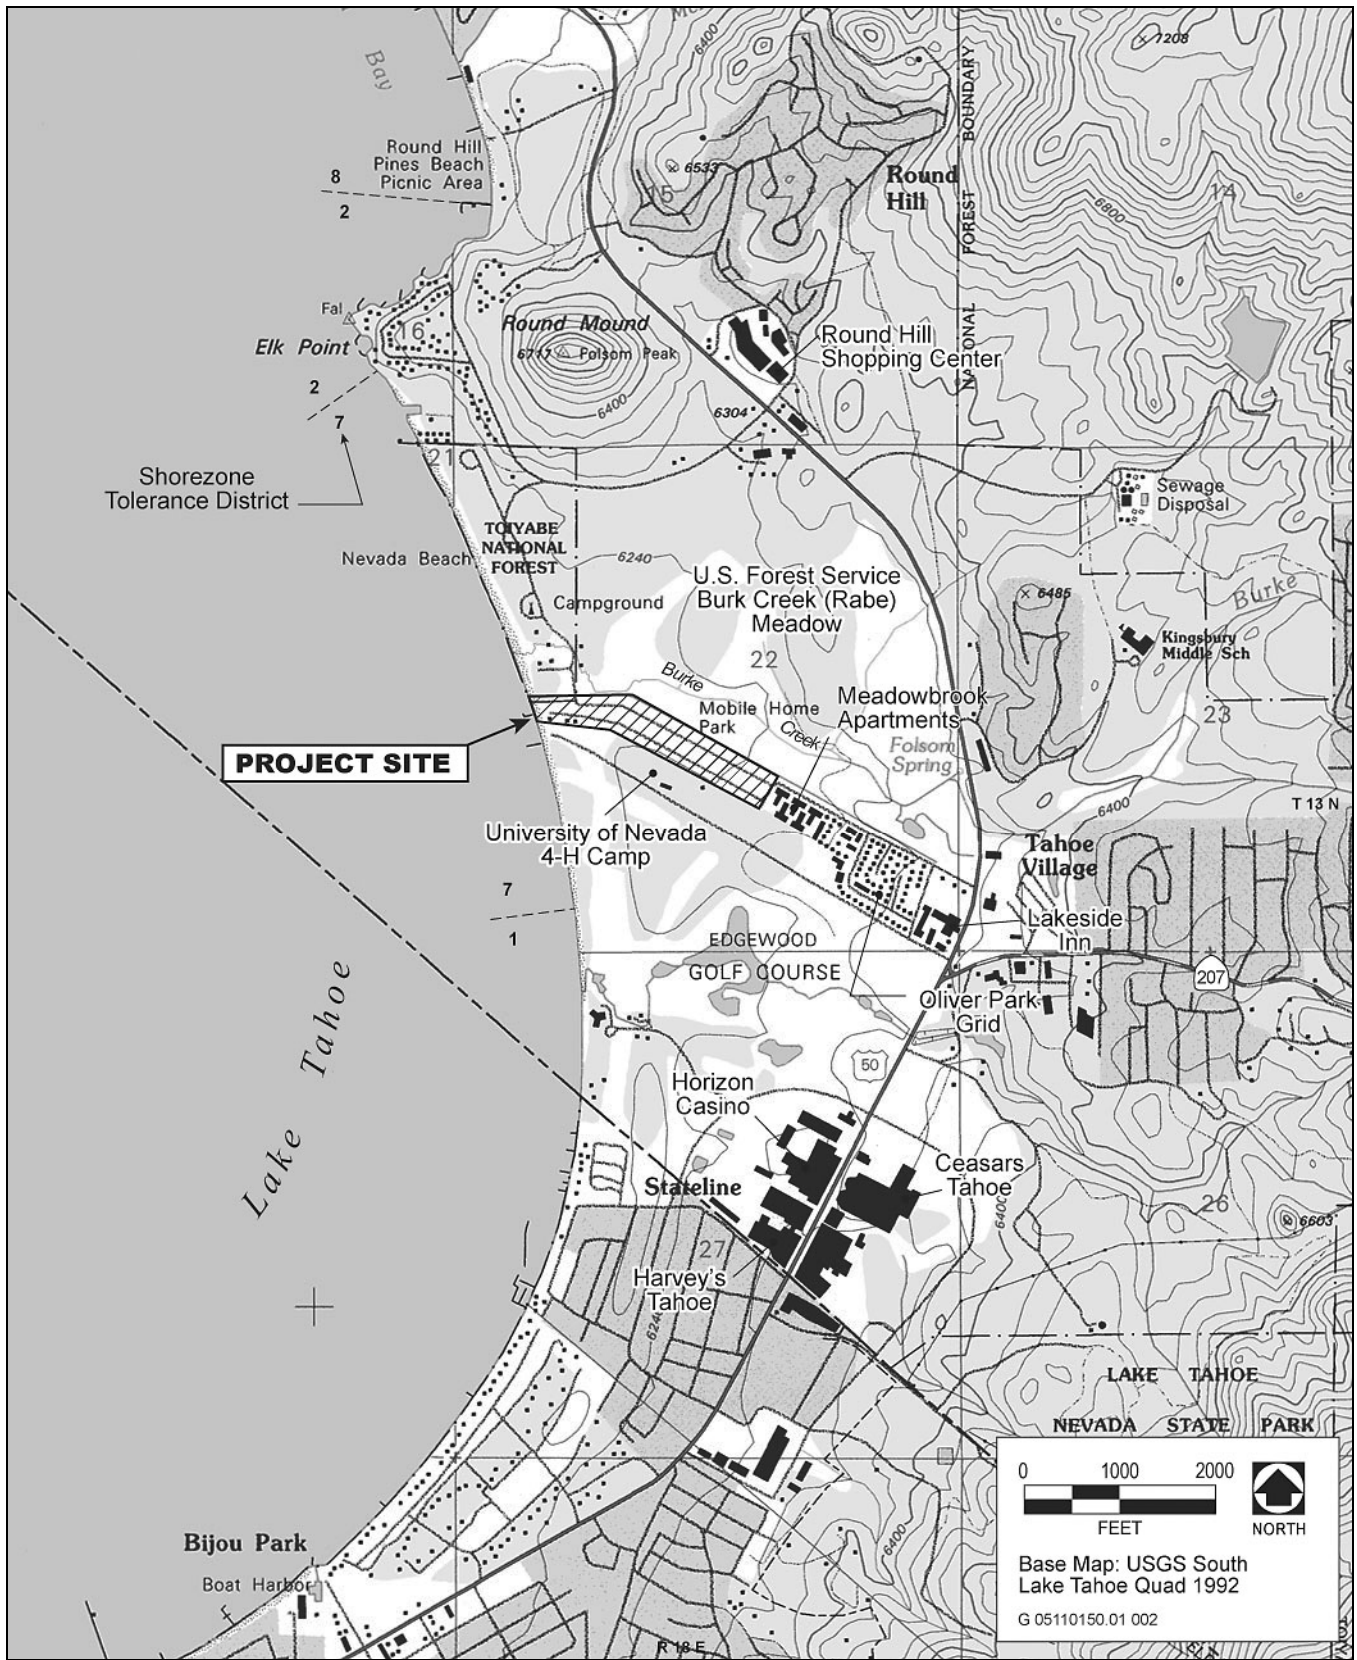 Bay
6400
7208
BOUNDARY
FOREST
NATIONAL
Round Hill
Pines Beach
Picnic Area
8
2
6533
15
Round
Hill
14
6800
Fal
16
Elk Point
Round Mound
6717
Folsom Peak
6400
Round Hill
Shopping Center
2
7
6304
21
Shorezone
Tolerance District
Sewage
Disposal
TOIYABE
NATIONAL
FOREST
Nevada Beach
6240
U.S. Forest Service
Burk Creek (Rabe)
Meadow
Campground
6485
Burke
Kingsbury
Middle Sch
22
Burke
Creek
Mobile Home
Park
Meadowbrook
Apartments
23
Folsom
Spring
PROJECT SITE
6400
T 13 N
University of Nevada
4-H Camp
Tahoe
Village
7
1
Lakeside
Inn
EDGEWOOD
GOLF COURSE
207
Oliver Park
Grid
Lake Tahoe
50
Horizon
Casino
Ceasars
Tahoe
Stateline
6400
26
6603
27
Harvey's
Tahoe
6240
LAKE TAHOE
NEVADA STATE PARK
0 1000 2000
FEET
NORTH
Base Map: USGS South
Lake Tahoe Quad 1992
G 05110150.01 002
6400
Bijou Park
Boat Harbor
R 18 E